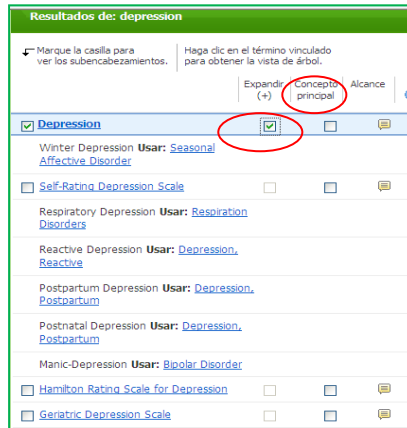 Resultados de: depression
Marque la casilla para
ver los subencabezamientos.
Haga clic en el término vinculado
para obtener la vista de árbol.
Expandir
(+)
Concepto
principal
Alcance
Depression
Winter Depression Usar: Seasonal
Affective Disorder
Self-Rating Depression Scale
Respiratory Depression Usar: Respiration
Disorders
Reactive Depression Usar: Depression,
Reactive
Postpartum Depression Usar: Depression,
Postpartum
Postnatal Depression Usar: Depression,
Postpartum
Manic-Depression Usar: Bipolar Disorder
Hamilton Rating Scale for Depression
Geriatric Depression Scale